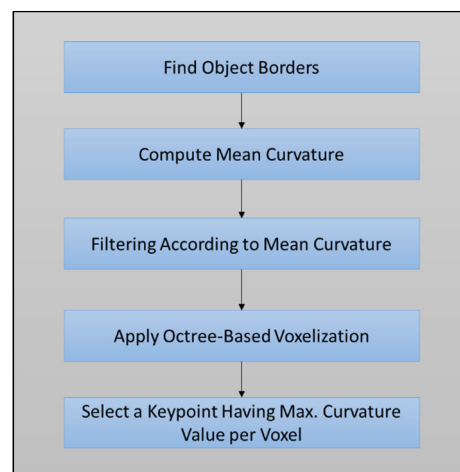 Find Object Borders
Compute Mean Curvature
Filtering According to Mean Curvature
Apply Octree-Based Voxelization
Select a Keypoint Having Max. Curvature
Value per Voxel